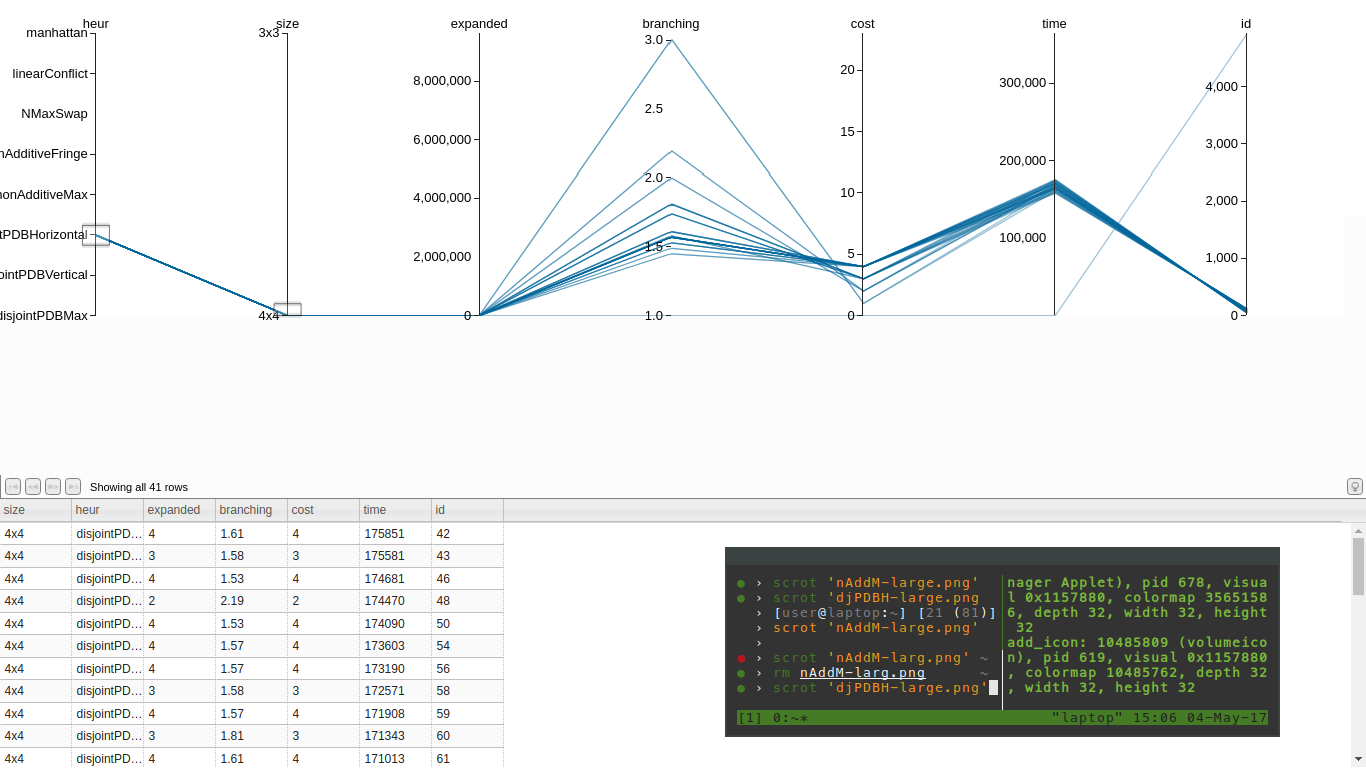 heur size expanded branching cost time id
manhattan 3x3 3.0
20
8,000,000 300,000 4,000
linearConflict
2.5
NMaxSwap
15
6,000,000 3,000
nAdditiveFringe 200,000
2.0
nonAdditiveMax 4,000,000 10 2,000
tPDBHorizontal 100,000
1.5
2,000,000 5 1,000
ointPDBVertical
disjointPDBMax 4x4 0 1.0 0 0
Showing all 41 rows
size heur expanded branching cost time id
4x4 disjointPD... 4 1.61 4 175851 42
4x4 disjointPD... 3 1.58 3 175581 43
4x4 disjointPD... 4 1.53 4 174681 46
4x4 disjointPD... 2 2.19 2 174470 48
4x4 disjointPD... 4 1.53 4 174090 50
4x4 disjointPD... 4 1.57 4 173603 54
4x4 disjointPD... 4 1.57 4 173190 56
4x4 disjointPD... 3 1.58 3 172571 58
4x4 disjointPD... 4 1.57 4 171908 59
4x4 disjointPD... 3 1.81 3 171343 60
4x4 disjointPD... 4 1.61 4 171013 61
● › scrot 'nAddM-large.png'
● › scrot 'djPDBH-large.png
› [user@laptop:~] [21 (81)]
› scrot 'nAddM-large.png'
›
● › scrot 'nAddM-larg.png' ~
● › rm nAddM-larg.png ~
● › scrot 'djPDBH-large.png'
nager Applet), pid 678, visua
l 0x1157880, colormap 3565158
6, depth 32, width 32, height
32
add_icon: 10485809 (volumeico
n), pid 619, visual 0x1157880
, colormap 10485762, depth 32
, width 32, height 32
[1] 0:~* "laptop" 15:06 04-May-17